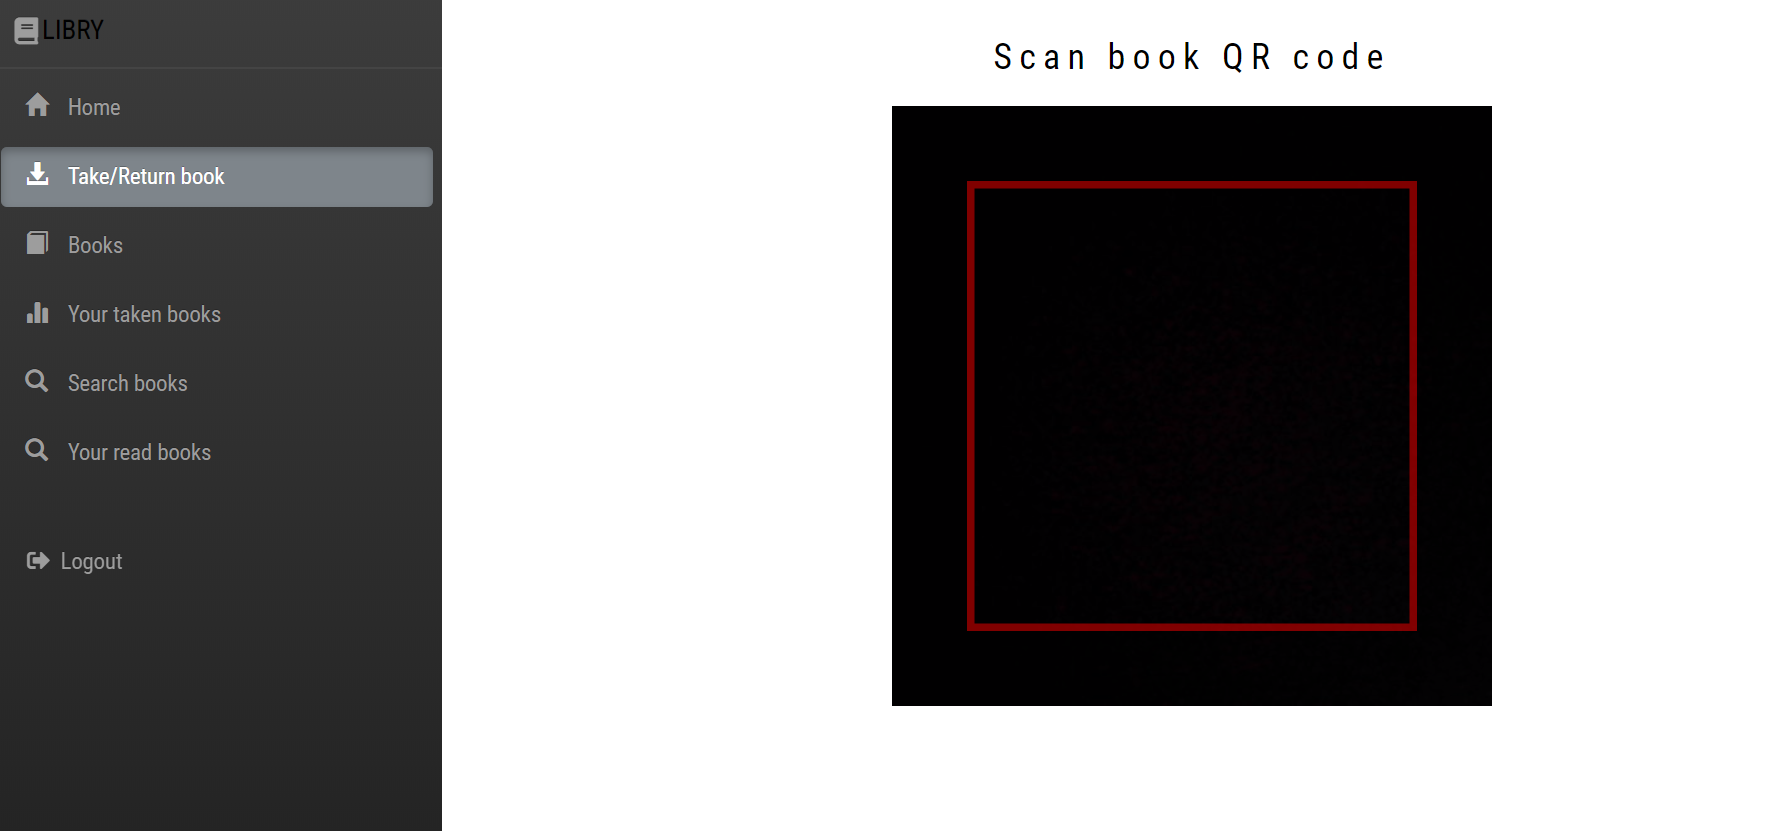 LIBRY
Home
Take/Return book
Books
Your taken books
Search books
Your read books
Logout
Scan book QR code